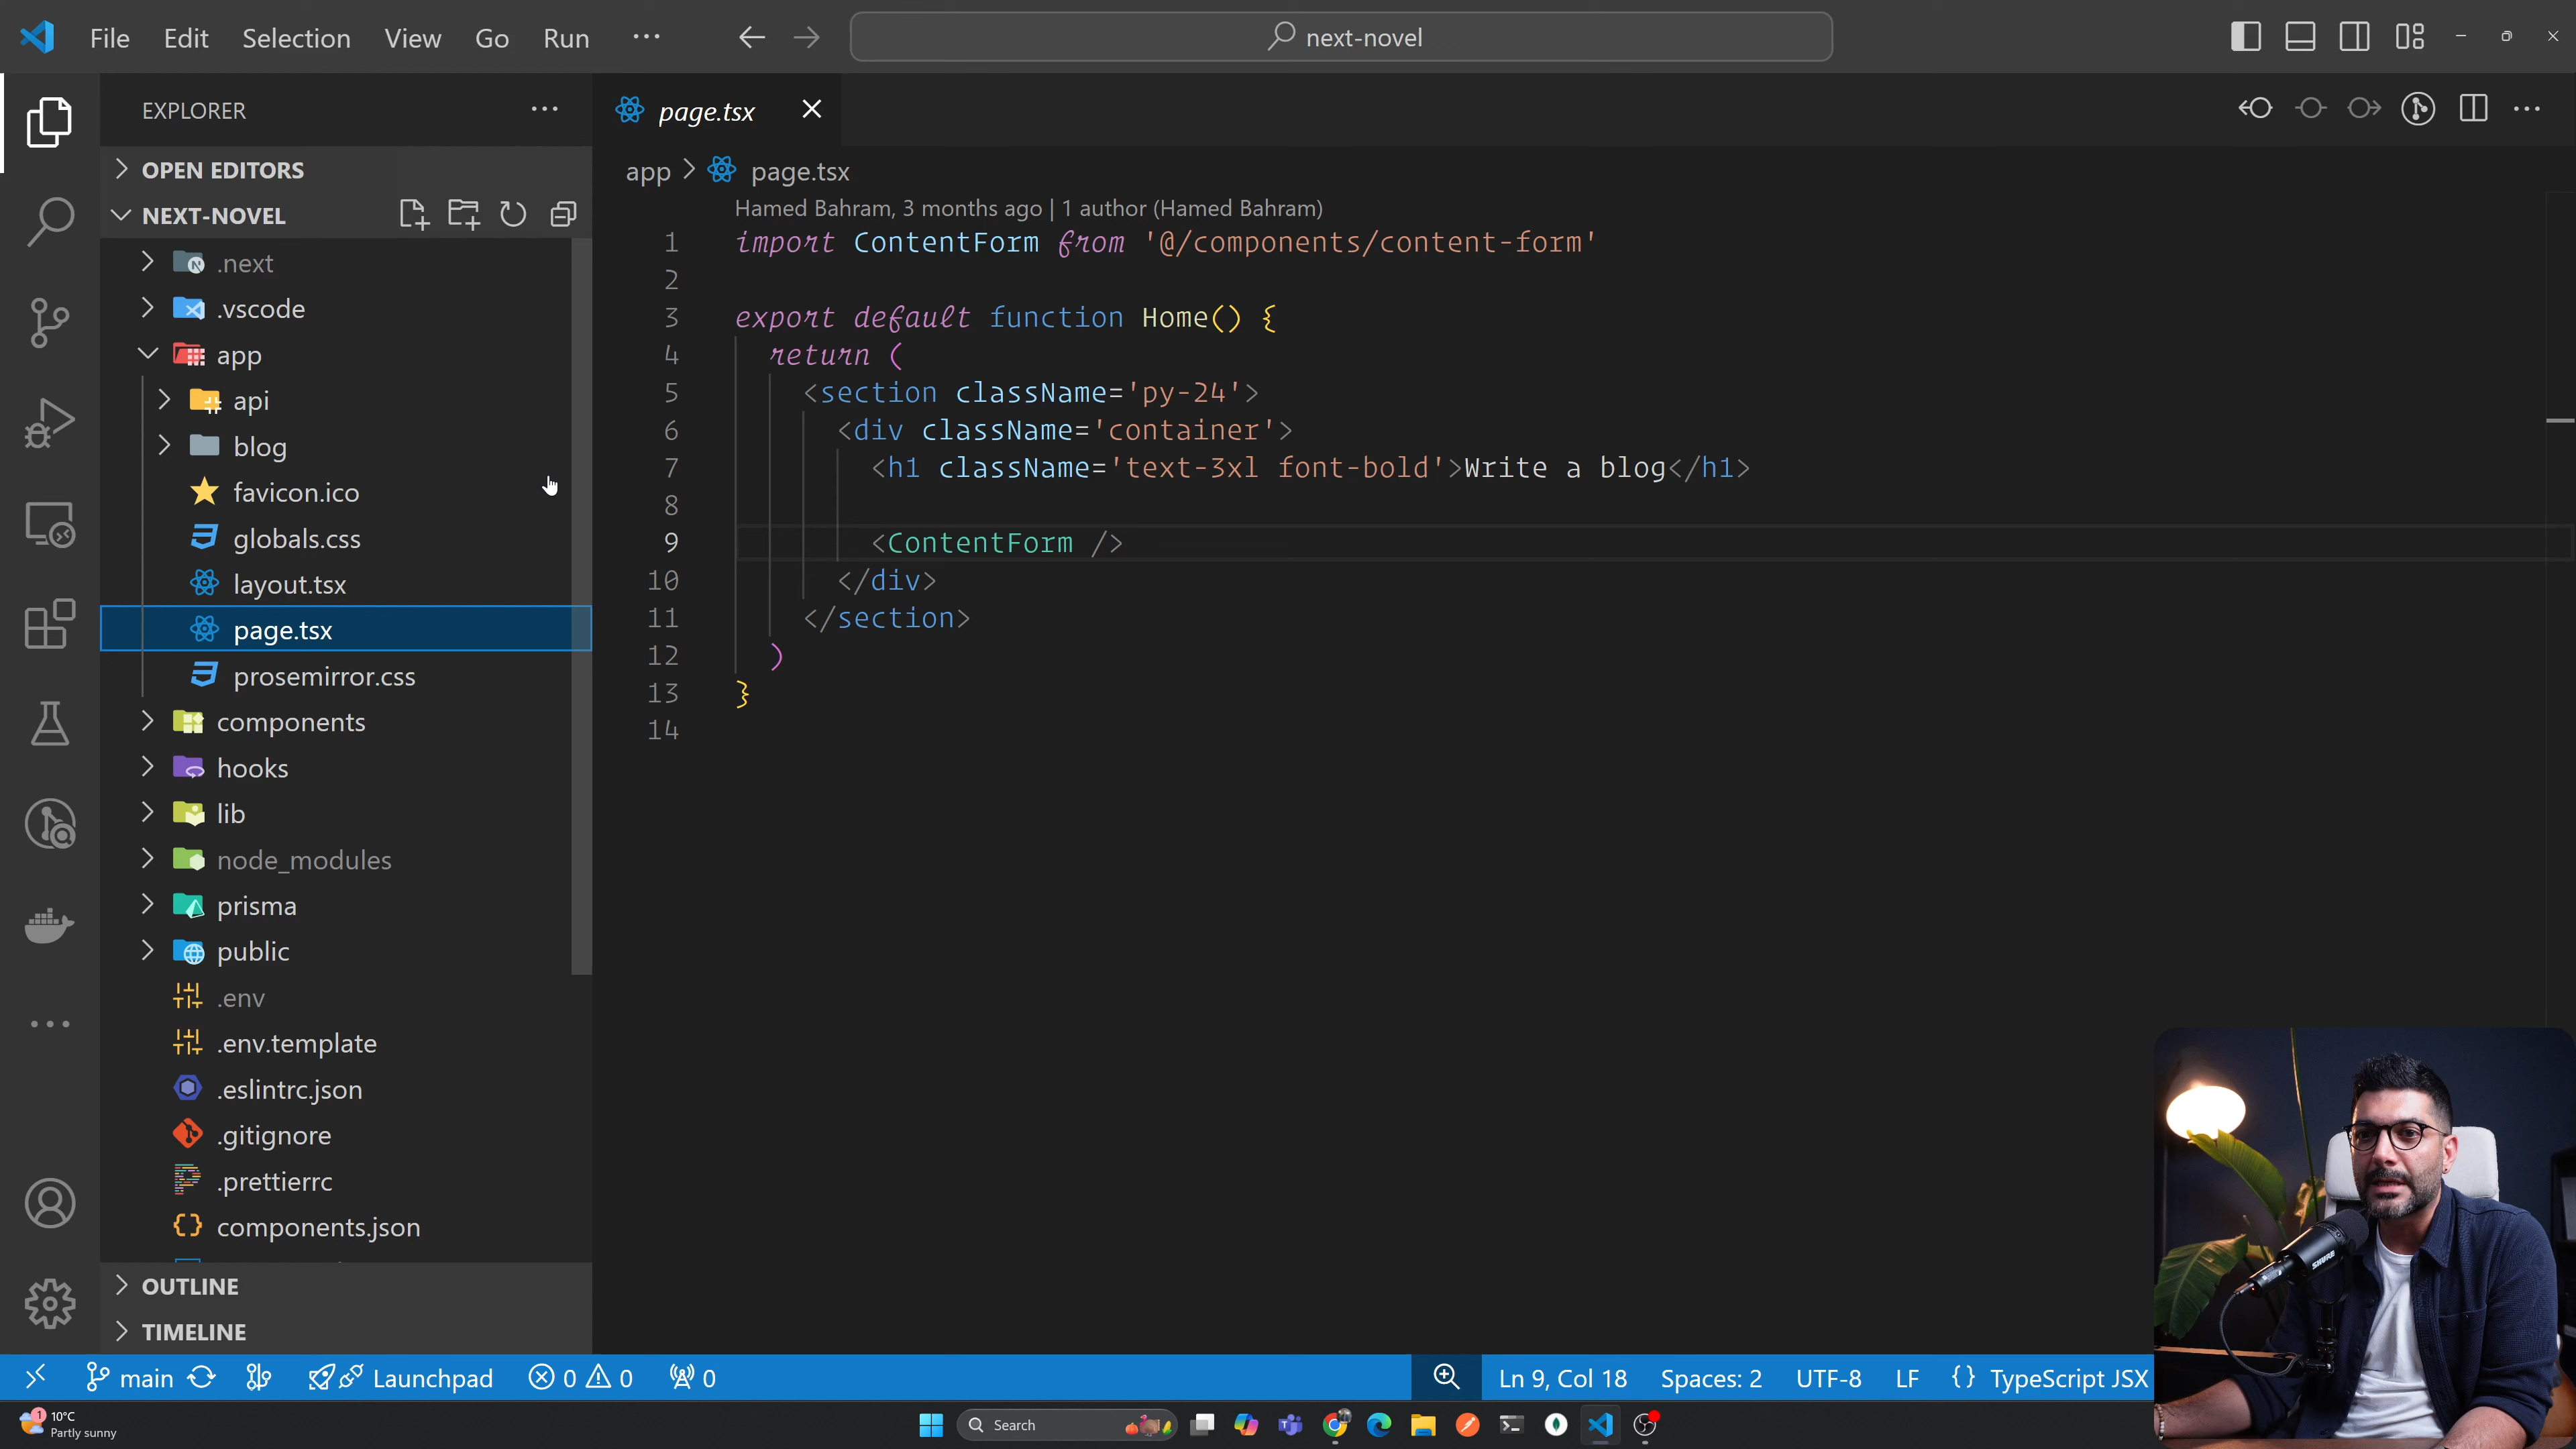 File Edit Selection View Go Run ··· next-novel
EXPLORER ···
OPEN EDITORS
NEXT-NOVEL
.next
.vscode
app
api
blog
favicon.ico
globals.css
layout.tsx
page.tsx
prosemirror.css
components
hooks
lib
node_modules
prisma
public
.env
.env.template
.eslintrc.json
.gitignore
.prettierrc
components.json
OUTLINE
TIMELINE
page.tsx
app > page.tsx
Hamed Bahram, 3 months ago | 1 author (Hamed Bahram)
1 import ContentForm from '@/components/content-form'
2
3 export default function Home() {
4 return (
5 <section className='py-24'>
6 <div className='container'>
7 <h1 className='text-3xl font-bold'>Write a blog</h1>
8
9 <ContentForm />
10 </div>
11 </section>
12 )
13 }
14
main Launchpad 0 0 0 Ln 9, Col 18 Spaces: 2 UTF-8 LF {} TypeScript JSX
1 10°C
Partly sunny
Search
SHURE